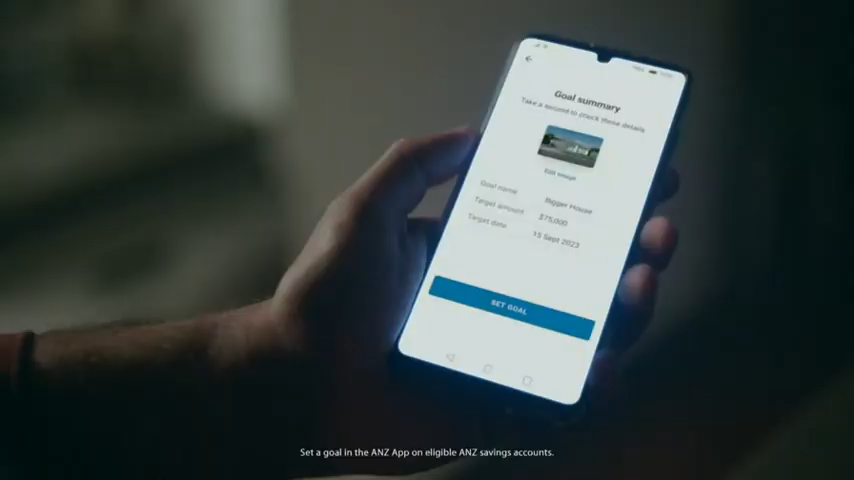 Goal summary
Take a second to check these details
Edit image
Goal name Bigger House
Target amount $75,000
Target date 15 Sept 2023
SET GOAL
Set a goal in the ANZ App on eligible ANZ savings accounts.